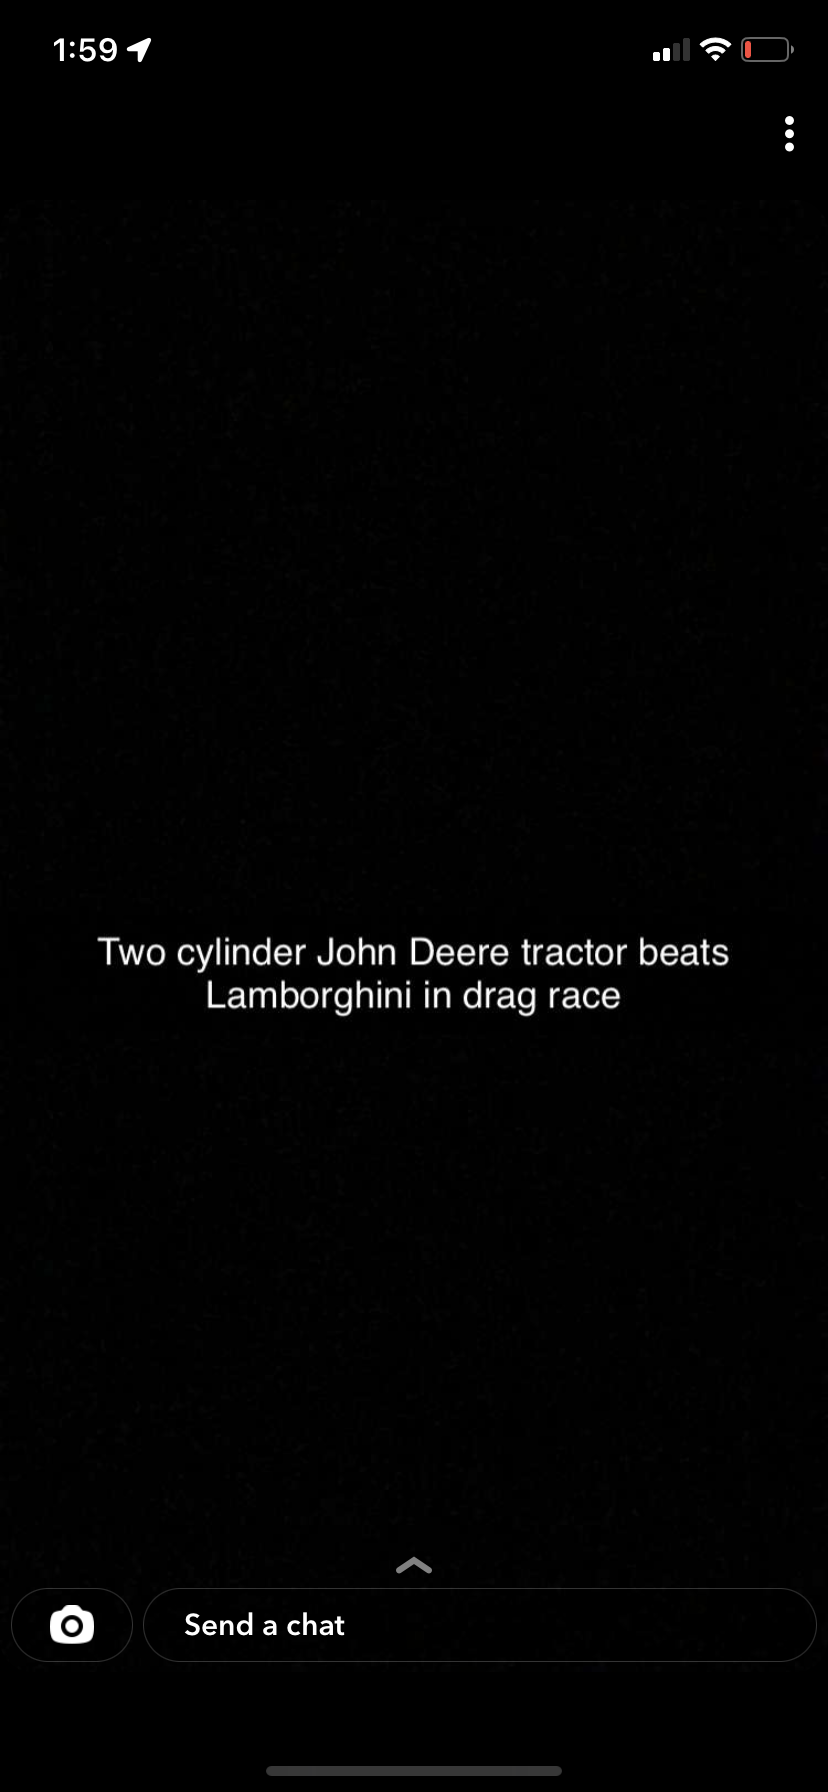 1:59
Two cylinder John Deere tractor beats
Lamborghini in drag race
Send a chat